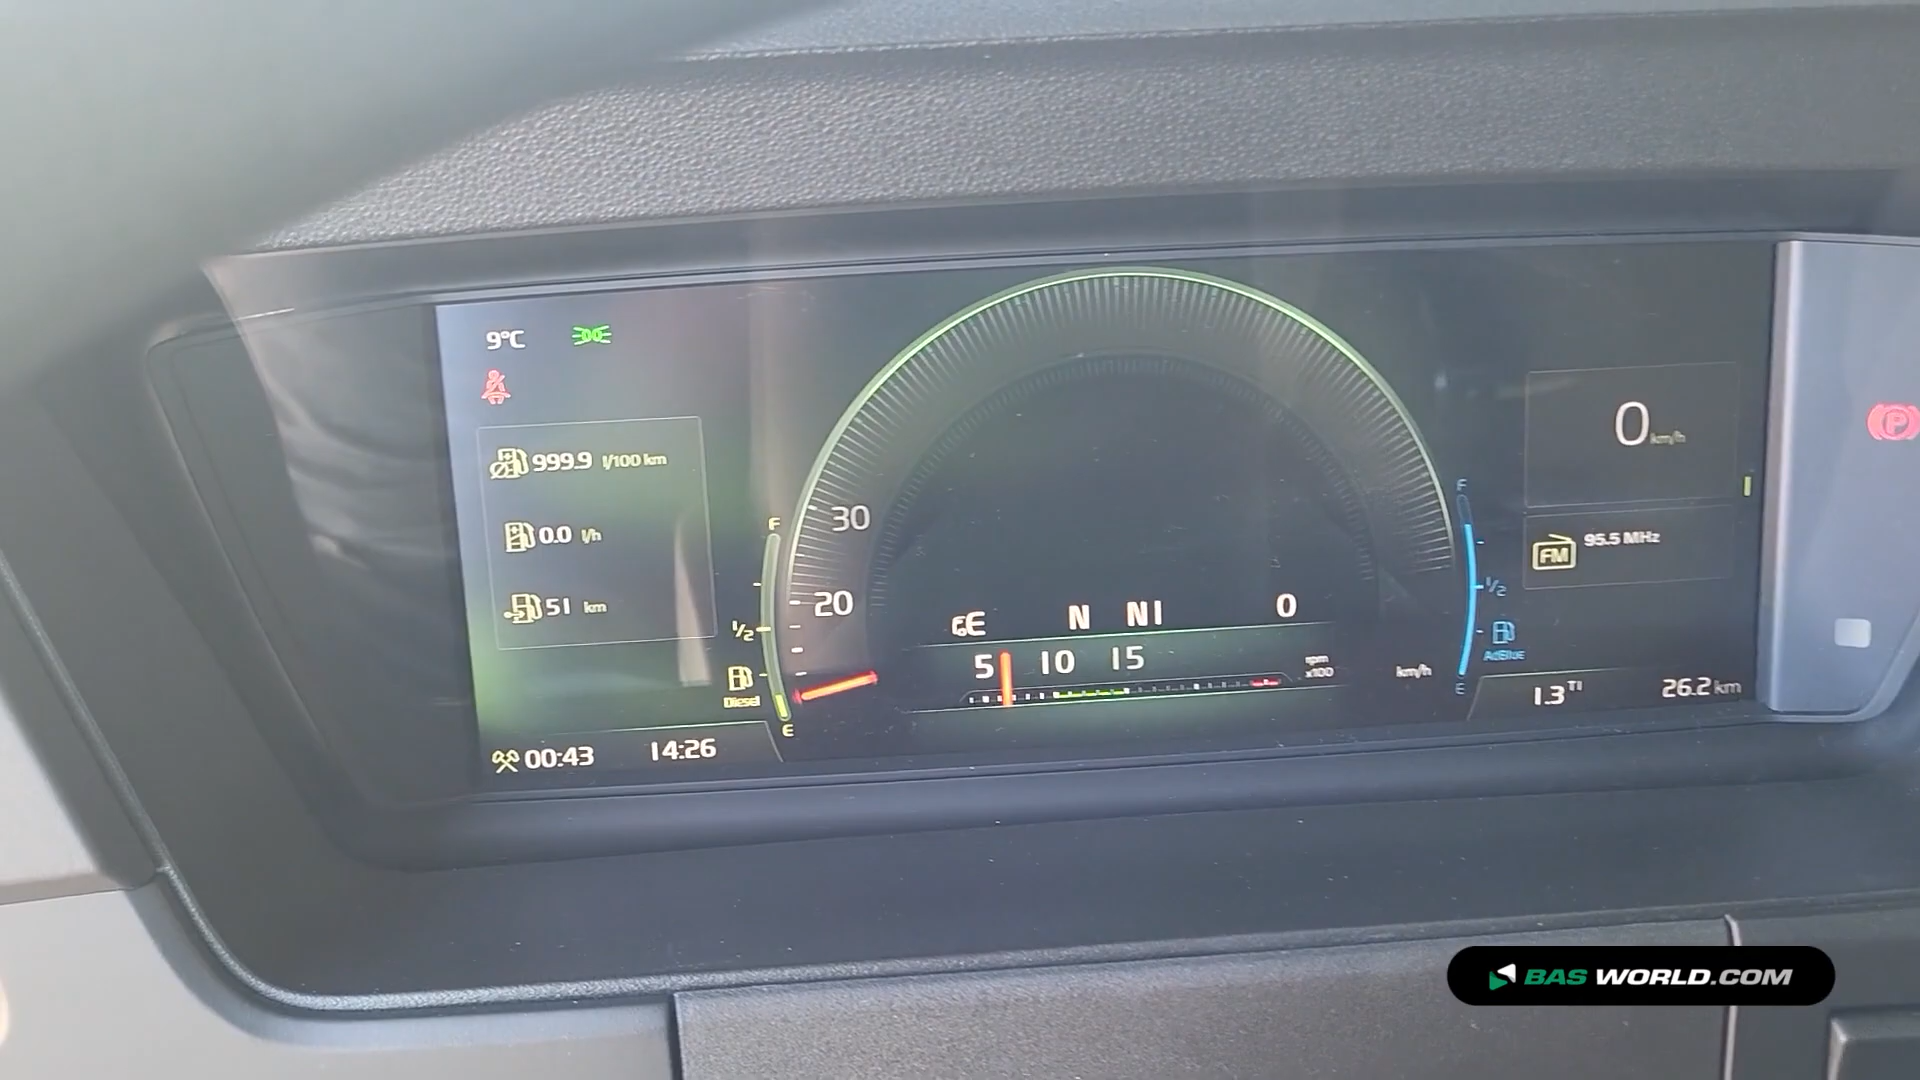 9°C
999.9 l/100 km
0.0 l/h
51 km
F
1/2
Diesel
E
00:43 14:26
30
20
E N N1 0
5 10 15
rpm
x100
km/h
F
1/2
AdBlue
E
0 km/h
FM 95.5 MHz
1.3 T1 26.2 km
P
BAS WORLD.COM